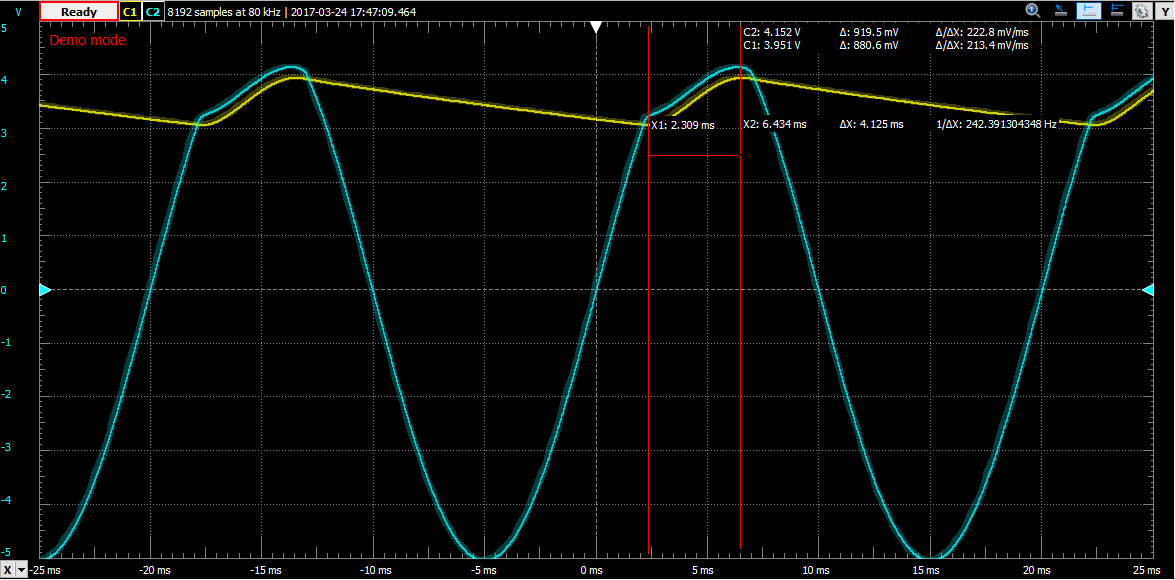 V Ready C1 C2 8192 samples at 80 kHz | 2017-03-24 17:47:09.464 Y
Demo mode
C2: 4.152 V Δ: 919.5 mV Δ/ΔX: 222.8 mV/ms
C1: 3.951 V Δ: 880.6 mV Δ/ΔX: 213.4 mV/ms
X1: 2.309 ms X2: 6.434 ms ΔX: 4.125 ms 1/ΔX: 242.391304348 Hz
5
4
3
2
1
0
-1
-2
-3
-4
-5
X -25 ms -20 ms -15 ms -10 ms -5 ms 0 ms 5 ms 10 ms 15 ms 20 ms 25 ms